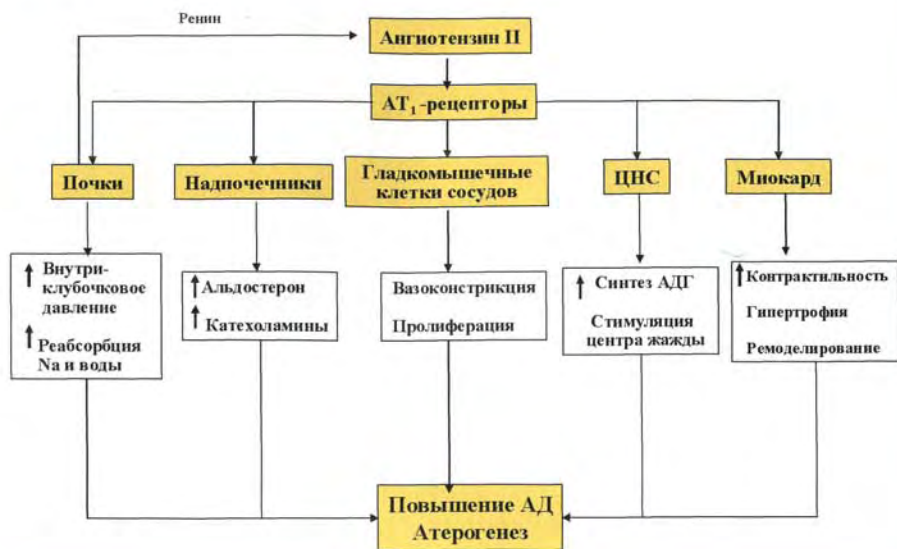 Ренин
Ангиотензин II
АТ₁-рецепторы
Почки
Надпочечники
Гладкомышечные
клетки сосудов
ЦНС
Миокард
↑ Внутри-
клубочковое
давление
↑ Реабсорбция
Na и воды
↑ Альдостерон
↑ Катехоламины
Вазоконстрикция
Пролиферация
↑ Синтез АДГ
Стимуляция
центра жажды
↑ Контрактильность
Гипертрофия
Ремоделирование
Повышение АД
Атерогенез